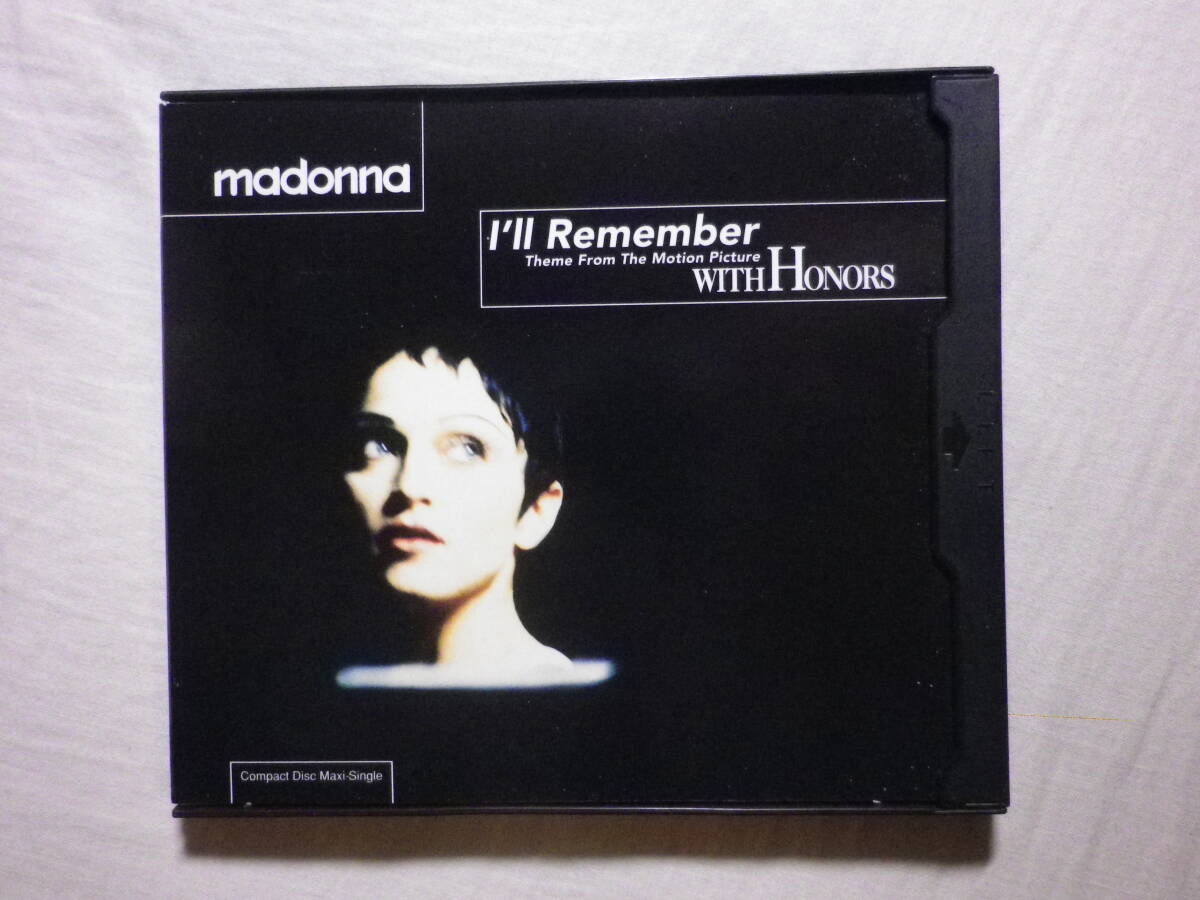 madonna
I'll Remember
Theme From The Motion Picture
WITH HONORS
Compact Disc Maxi-Single